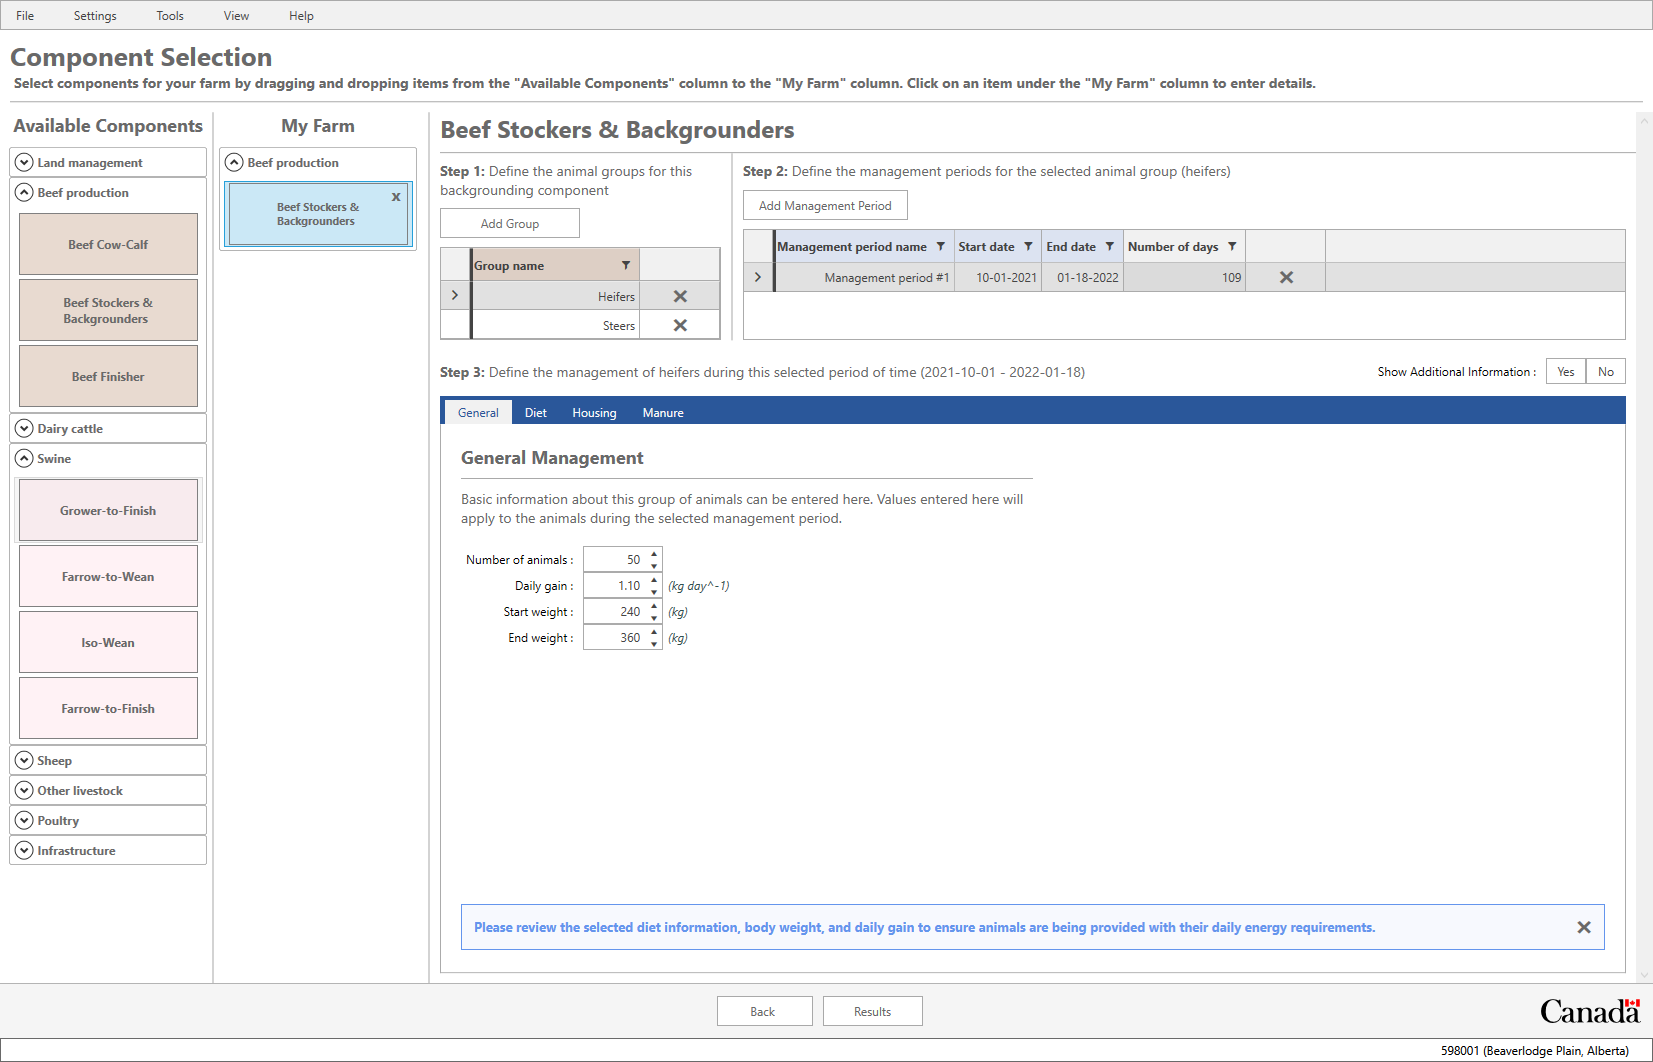 File Settings Tools View Help
Component Selection
Select components for your farm by dragging and dropping items from the "Available Components" column to the "My Farm" column. Click on an item under the "My Farm" column to enter details.
Available Components
Land management
Beef production
Beef Cow-Calf
Beef Stockers &
Backgrounders
Beef Finisher
Dairy cattle
Swine
Grower-to-Finish
Farrow-to-Wean
Iso-Wean
Farrow-to-Finish
Sheep
Other livestock
Poultry
Infrastructure
My Farm
Beef production
Beef Stockers &
Backgrounders
x
Beef Stockers & Backgrounders
Step 1: Define the animal groups for this
backgrounding component
Add Group
Group name
Heifers
Steers
Step 2: Define the management periods for the selected animal group (heifers)
Add Management Period
Management period name Start date End date Number of days
Management period #1 10-01-2021 01-18-2022 109
Step 3: Define the management of heifers during this selected period of time (2021-10-01 - 2022-01-18)
Show Additional Information : Yes No
General Diet Housing Manure
General Management
Basic information about this group of animals can be entered here. Values entered here will
apply to the animals during the selected management period.
Number of animals : 50
Daily gain : 1.10 (kg day^-1)
Start weight : 240 (kg)
End weight : 360 (kg)
Please review the selected diet information, body weight, and daily gain to ensure animals are being provided with their daily energy requirements.
Back Results
Canada
598001 (Beaverlodge Plain, Alberta)